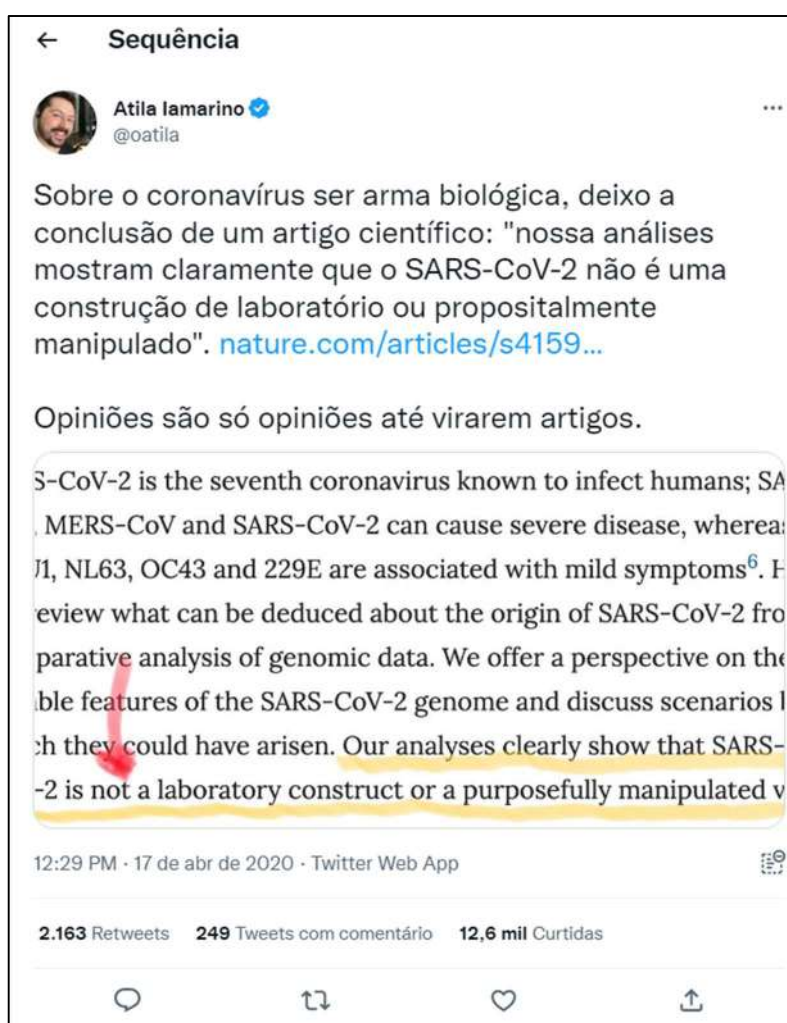 Sequência
Atila Iamarino
@oatila
Sobre o coronavírus ser arma biológica, deixo a
conclusão de um artigo científico: "nossa análises
mostram claramente que o SARS-CoV-2 não é uma
construção de laboratório ou propositalmente
manipulado". nature.com/articles/s4159...
Opiniões são só opiniões até virarem artigos.
S-CoV-2 is the seventh coronavirus known to infect humans; SA
MERS-CoV and SARS-CoV-2 can cause severe disease, wherea
J1, NL63, OC43 and 229E are associated with mild symptoms⁶. H
eview what can be deduced about the origin of SARS-CoV-2 fro
parative analysis of genomic data. We offer a perspective on the
ble features of the SARS-CoV-2 genome and discuss scenarios
ch they could have arisen. Our analyses clearly show that SARS-
-2 is not a laboratory construct or a purposefully manipulated v
12:29 PM · 17 de abr de 2020 · Twitter Web App
2.163 Retweets 249 Tweets com comentário 12,6 mil Curtidas